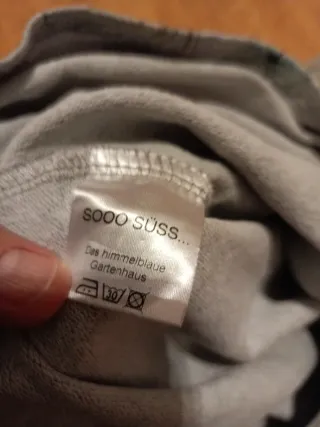 SOOO SÜSS...
Das himmelblaue
Gartenhaus